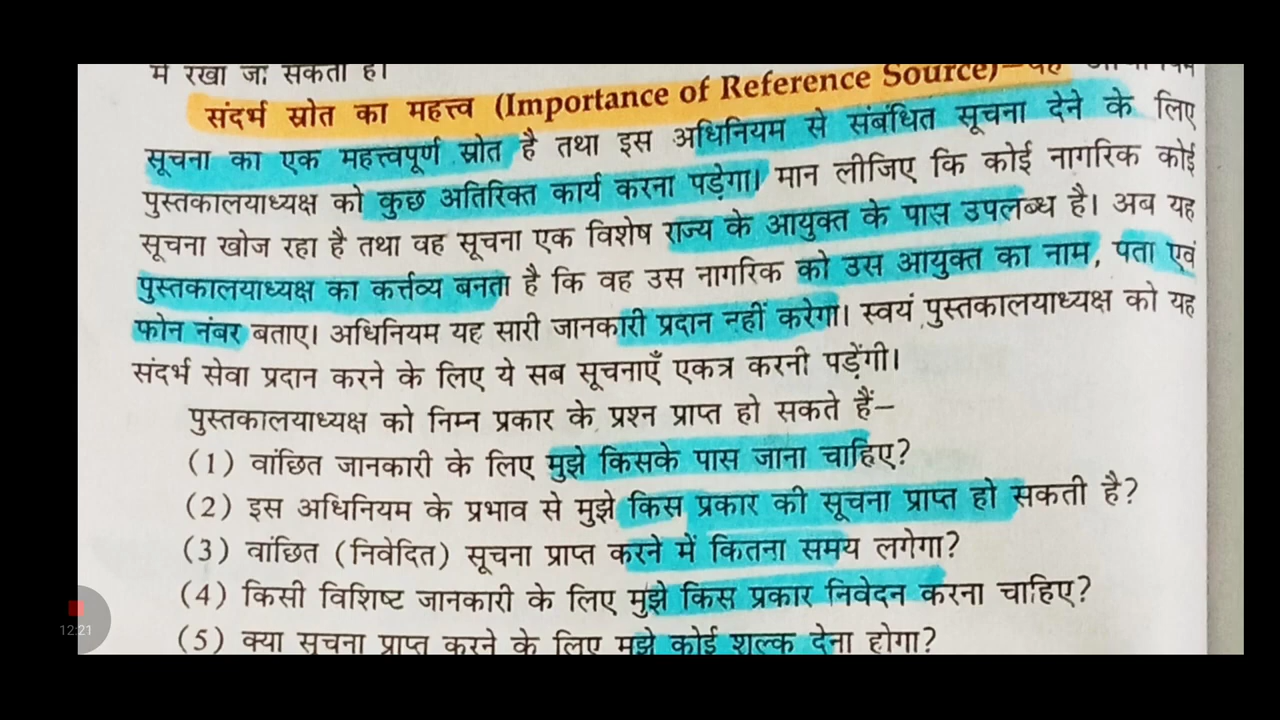 में रखा जा सकता है।
संदर्भ स्रोत का महत्त्व (Importance of Reference Source)—यह
सूचना का एक महत्त्वपूर्ण स्रोत है तथा इस अधिनियम से संबंधित सूचना देने के लिए
पुस्तकालयाध्यक्ष को कुछ अतिरिक्त कार्य करना पड़ेगा। मान लीजिए कि कोई नागरिक कोई
सूचना खोज रहा है तथा वह सूचना एक विशेष राज्य के आयुक्त के पास उपलब्ध है। अब यह
पुस्तकालयाध्यक्ष का कर्त्तव्य बनता है कि वह उस नागरिक को उस आयुक्त का नाम, पता एवं
फोन नंबर बताए। अधिनियम यह सारी जानकारी प्रदान नहीं करेगा। स्वयं पुस्तकालयाध्यक्ष को यह
संदर्भ सेवा प्रदान करने के लिए ये सब सूचनाएँ एकत्र करनी पड़ेंगी।
पुस्तकालयाध्यक्ष को निम्न प्रकार के प्रश्न प्राप्त हो सकते हैं—
(1) वांछित जानकारी के लिए मुझे किसके पास जाना चाहिए?
(2) इस अधिनियम के प्रभाव से मुझे किस प्रकार की सूचना प्राप्त हो सकती है?
(3) वांछित (निवेदित) सूचना प्राप्त करने में कितना समय लगेगा?
(4) किसी विशिष्ट जानकारी के लिए मुझे किस प्रकार निवेदन करना चाहिए?
(5) क्या सूचना प्राप्त करने के लिए मुझे कोई शुल्क देना होगा?
12:21